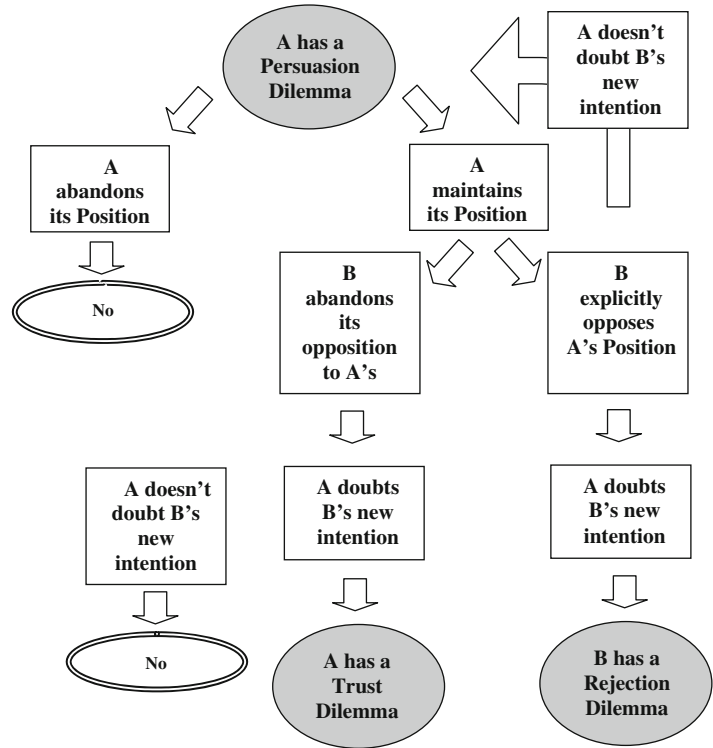 A has a
Persuasion
Dilemma
A doesn't
doubt B's
new
intention
A
abandons
its Position
A
maintains
its Position
No
B
abandons
its
opposition
to A's
B
explicitly
opposes
A's Position
A doesn't
doubt B's
new
intention
A doubts
B's new
intention
A doubts
B's new
intention
No
A has a
Trust
Dilemma
B has a
Rejection
Dilemma